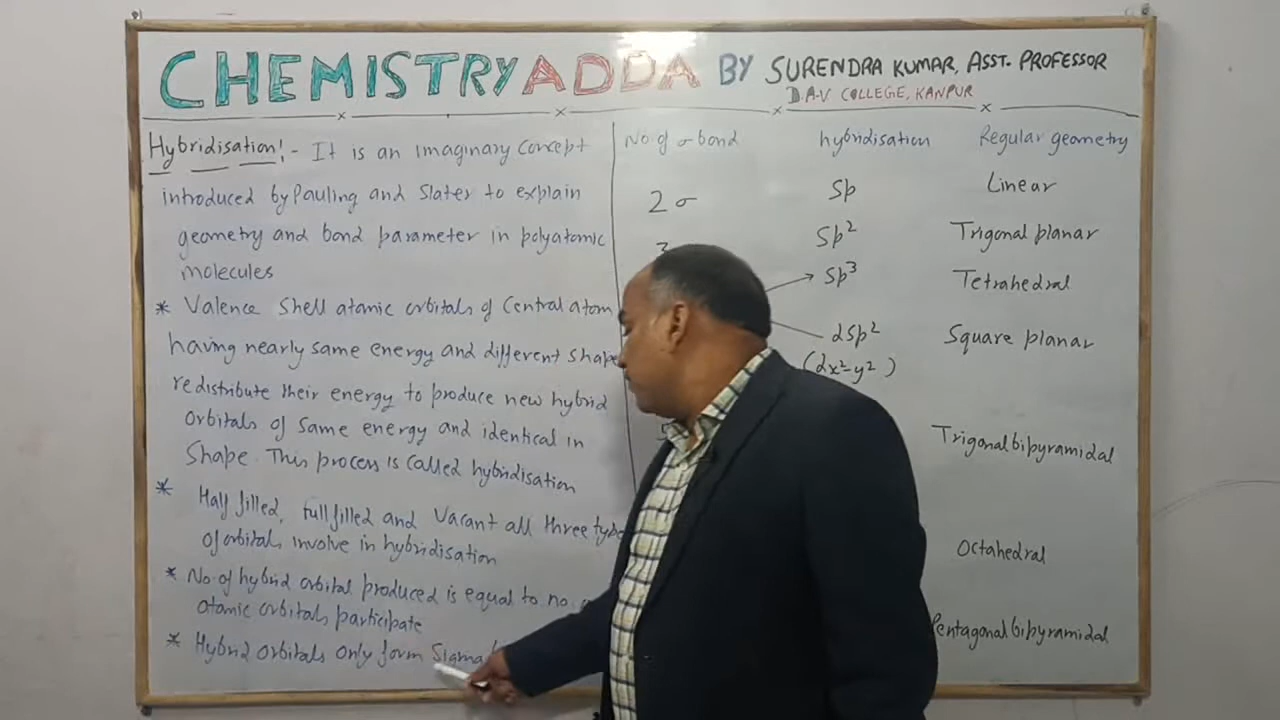 CHEMISTRY ADDA BY SURENDRA KUMAR, ASST. PROFESSOR
D.A-V COLLEGE, KANPUR
Hybridisation! - It is an imaginary concept
introduced by Pauling and Slater to explain
geometry and bond parameter in polyatomic
molecules
* Valence Shell atomic orbitals of Central atom
having nearly same energy and different shape
redistribute their energy to produce new hybrid
orbitals of same energy and identical in
Shape. This process is called hybridisation
* Half filled, fullfilled and Vacant all three type
of orbitals involve in hybridisation
* No. of hybrid orbital produced is equal to no.
atomic orbitals participate
* Hybrid orbitals only form Sigma
No. of σ bond hybridisation Regular geometry
2 σ Sp Linear
3 Sp² Trigonal planar
Sp³ Tetrahedral
dsp² Square planar
(dx²-y²)
Trigonal bipyramidal
Octahedral
Pentagonal bipyramidal